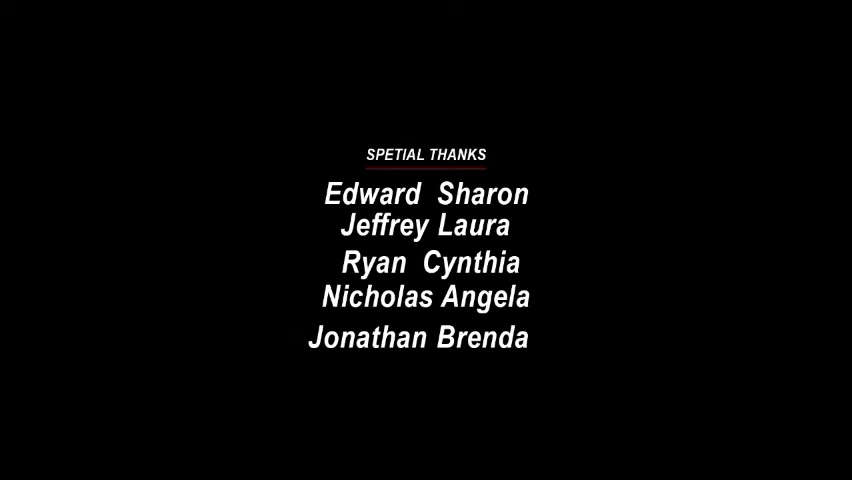 SPETIAL THANKS
Edward Sharon
Jeffrey Laura
Ryan Cynthia
Nicholas Angela
Jonathan Brenda